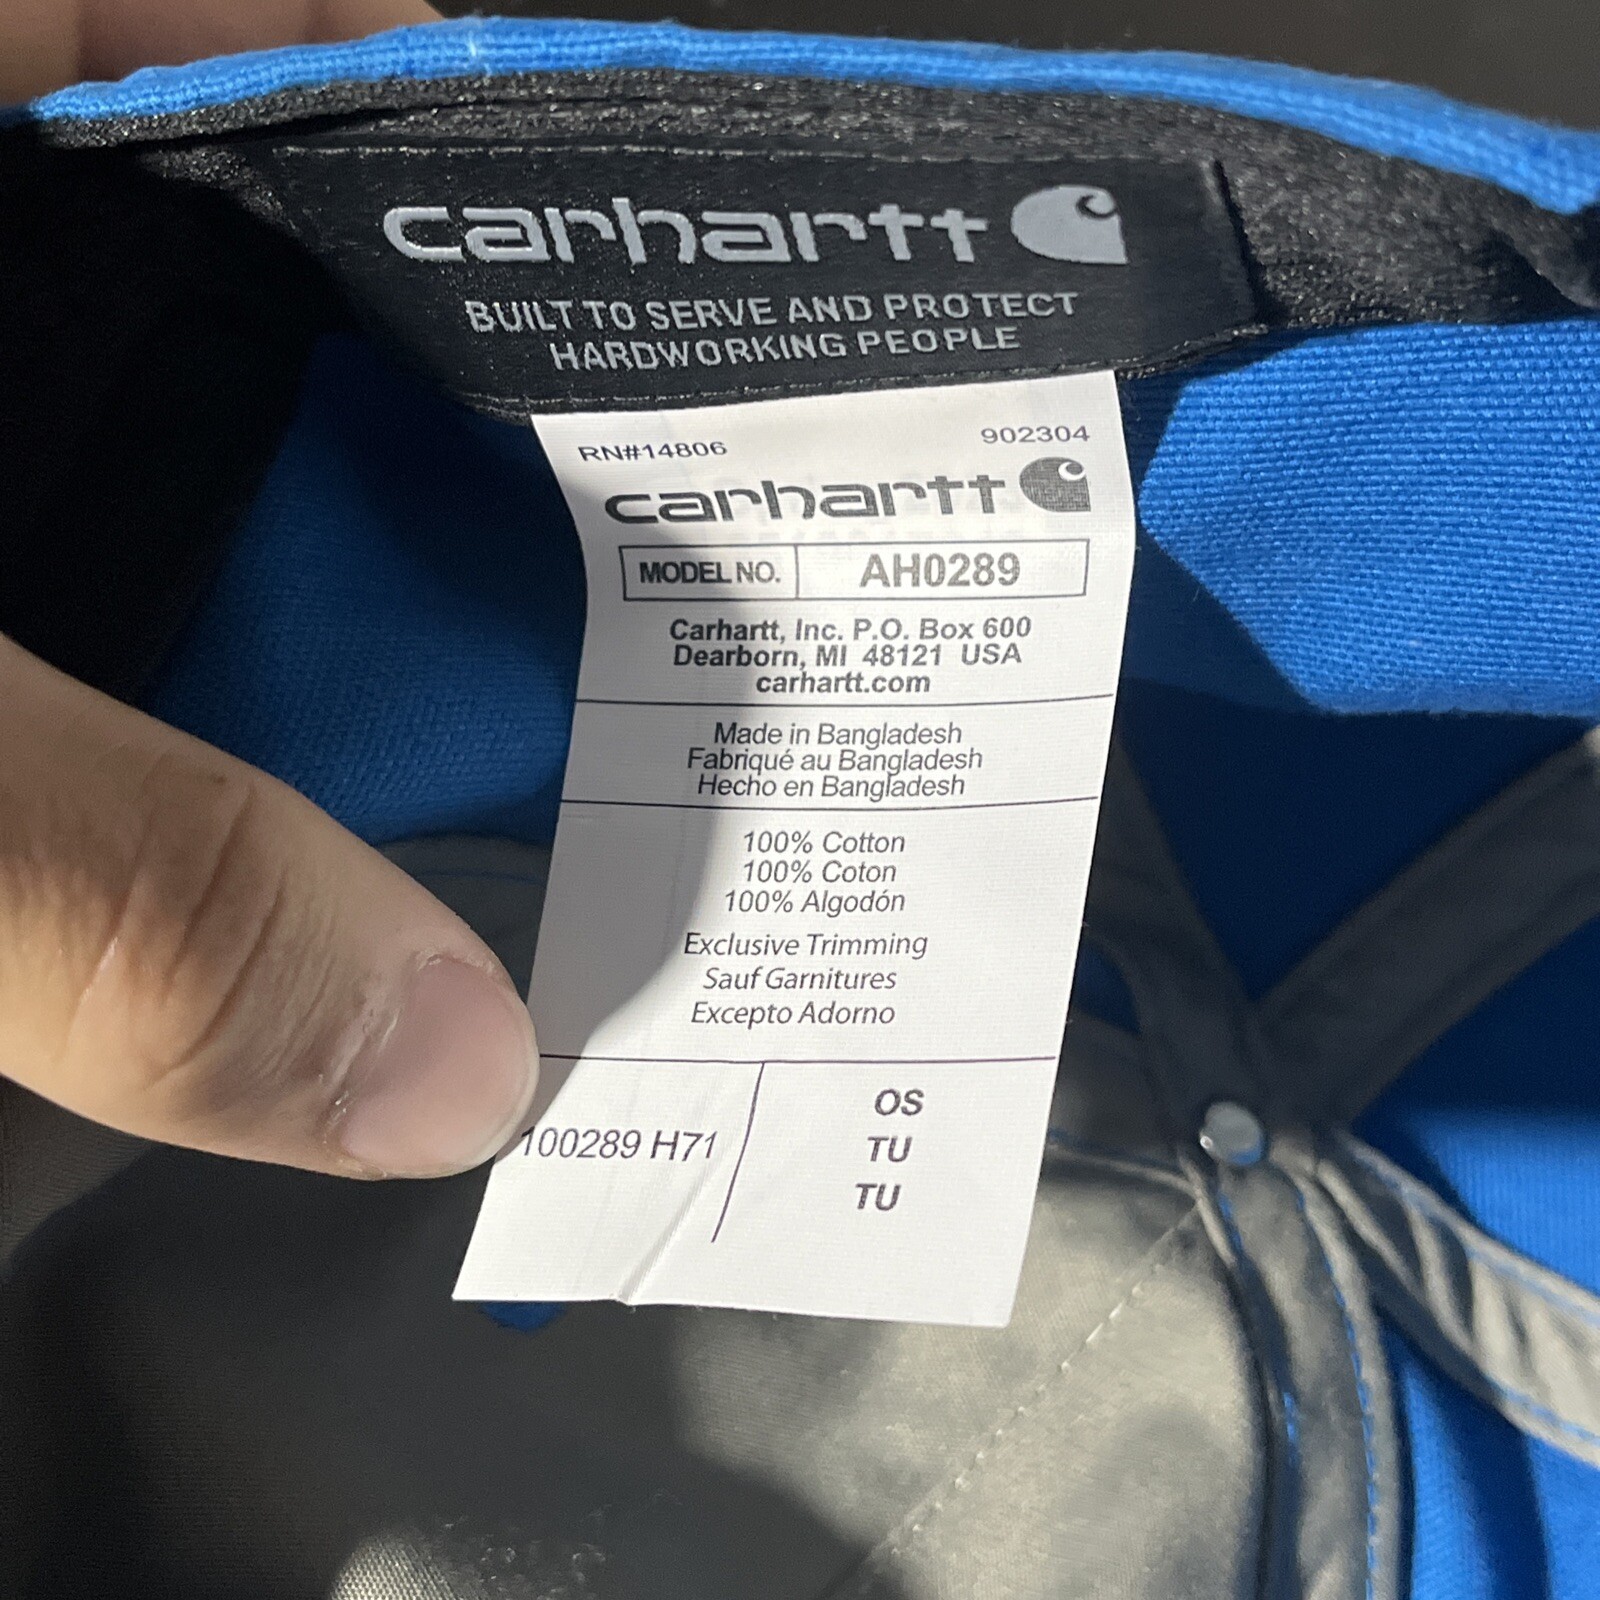 carhartt
BUILT TO SERVE AND PROTECT
HARDWORKING PEOPLE
RN#14806 902304
carhartt
MODEL NO. AH0289
Carhartt, Inc. P.O. Box 600
Dearborn, MI 48121 USA
carhartt.com
Made in Bangladesh
Fabriqué au Bangladesh
Hecho en Bangladesh
100% Cotton
100% Coton
100% Algodón
Exclusive Trimming
Sauf Garnitures
Excepto Adorno
OS
100289 H71 TU
TU